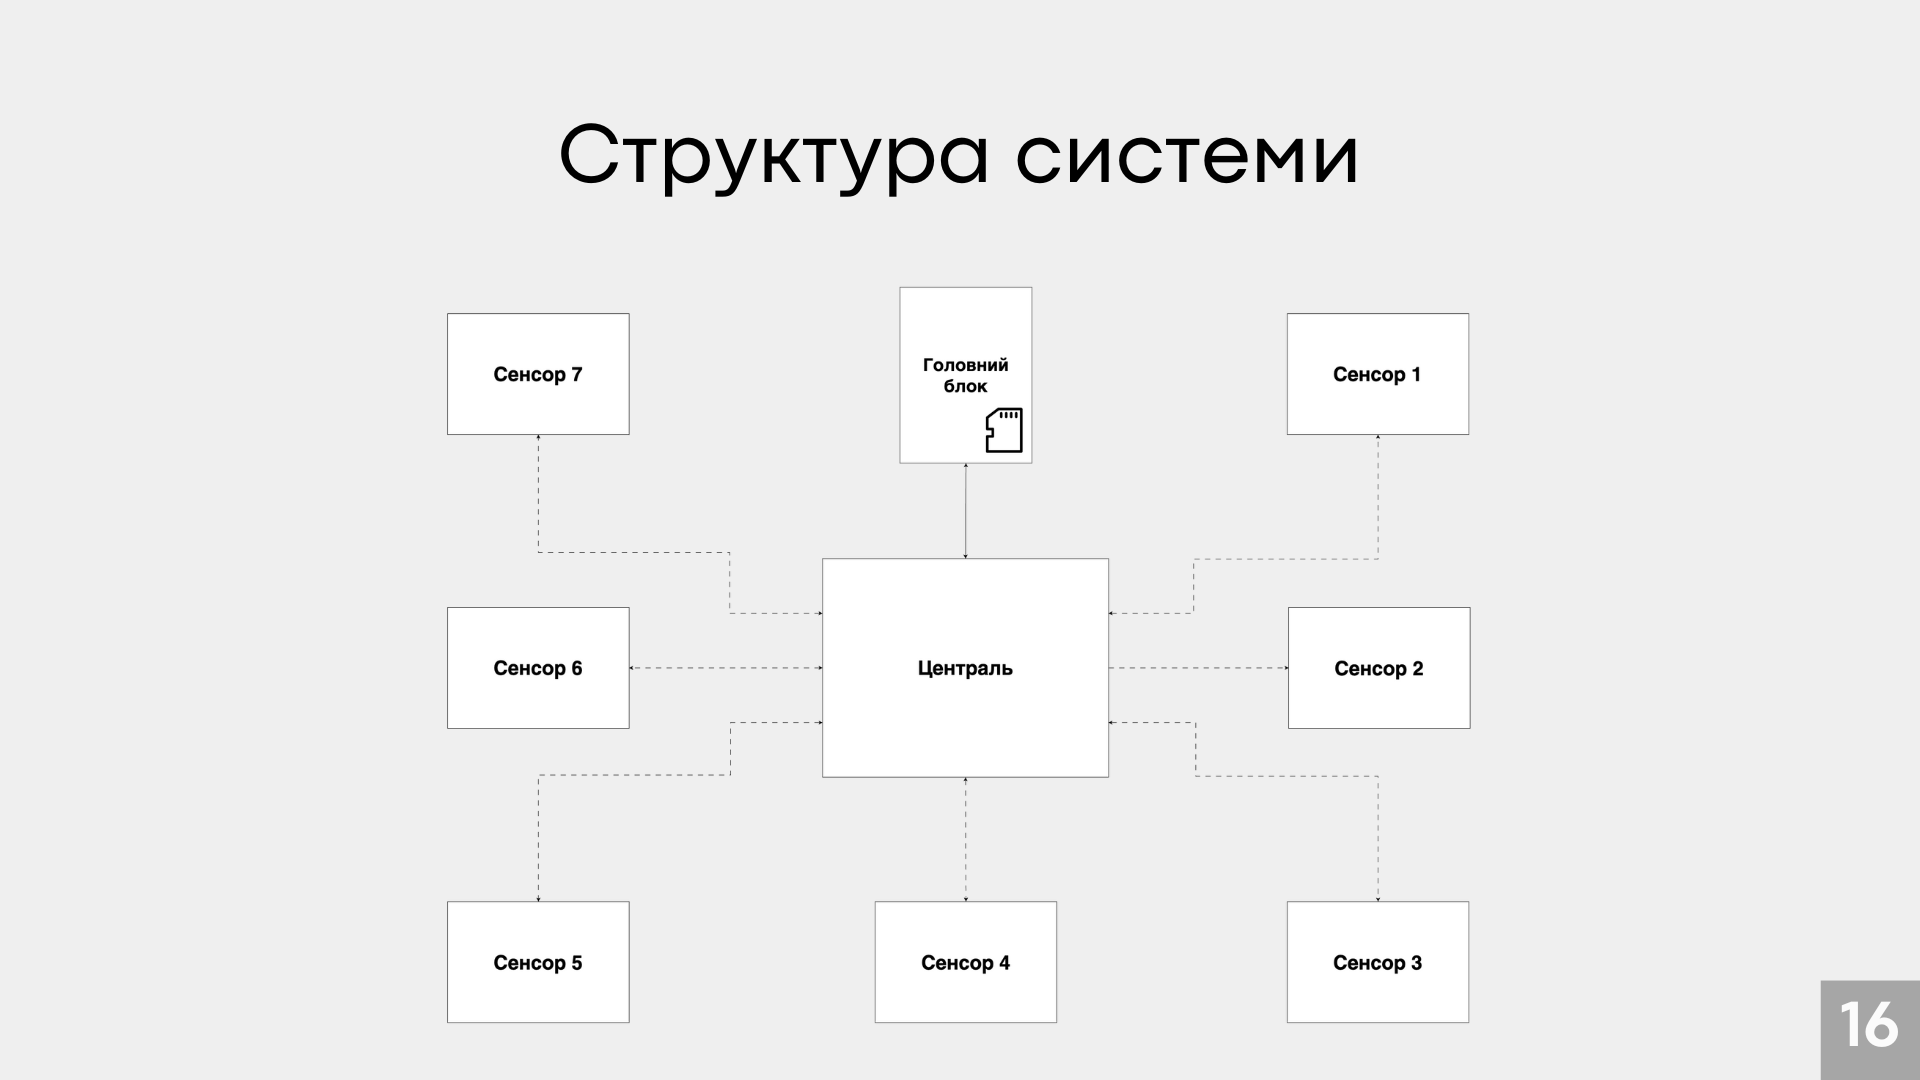 Структура системи
Сенсор 7
Головний
блок
Сенсор 1
Сенсор 6
Централь
Сенсор 2
Сенсор 5
Сенсор 4
Сенсор 3
16